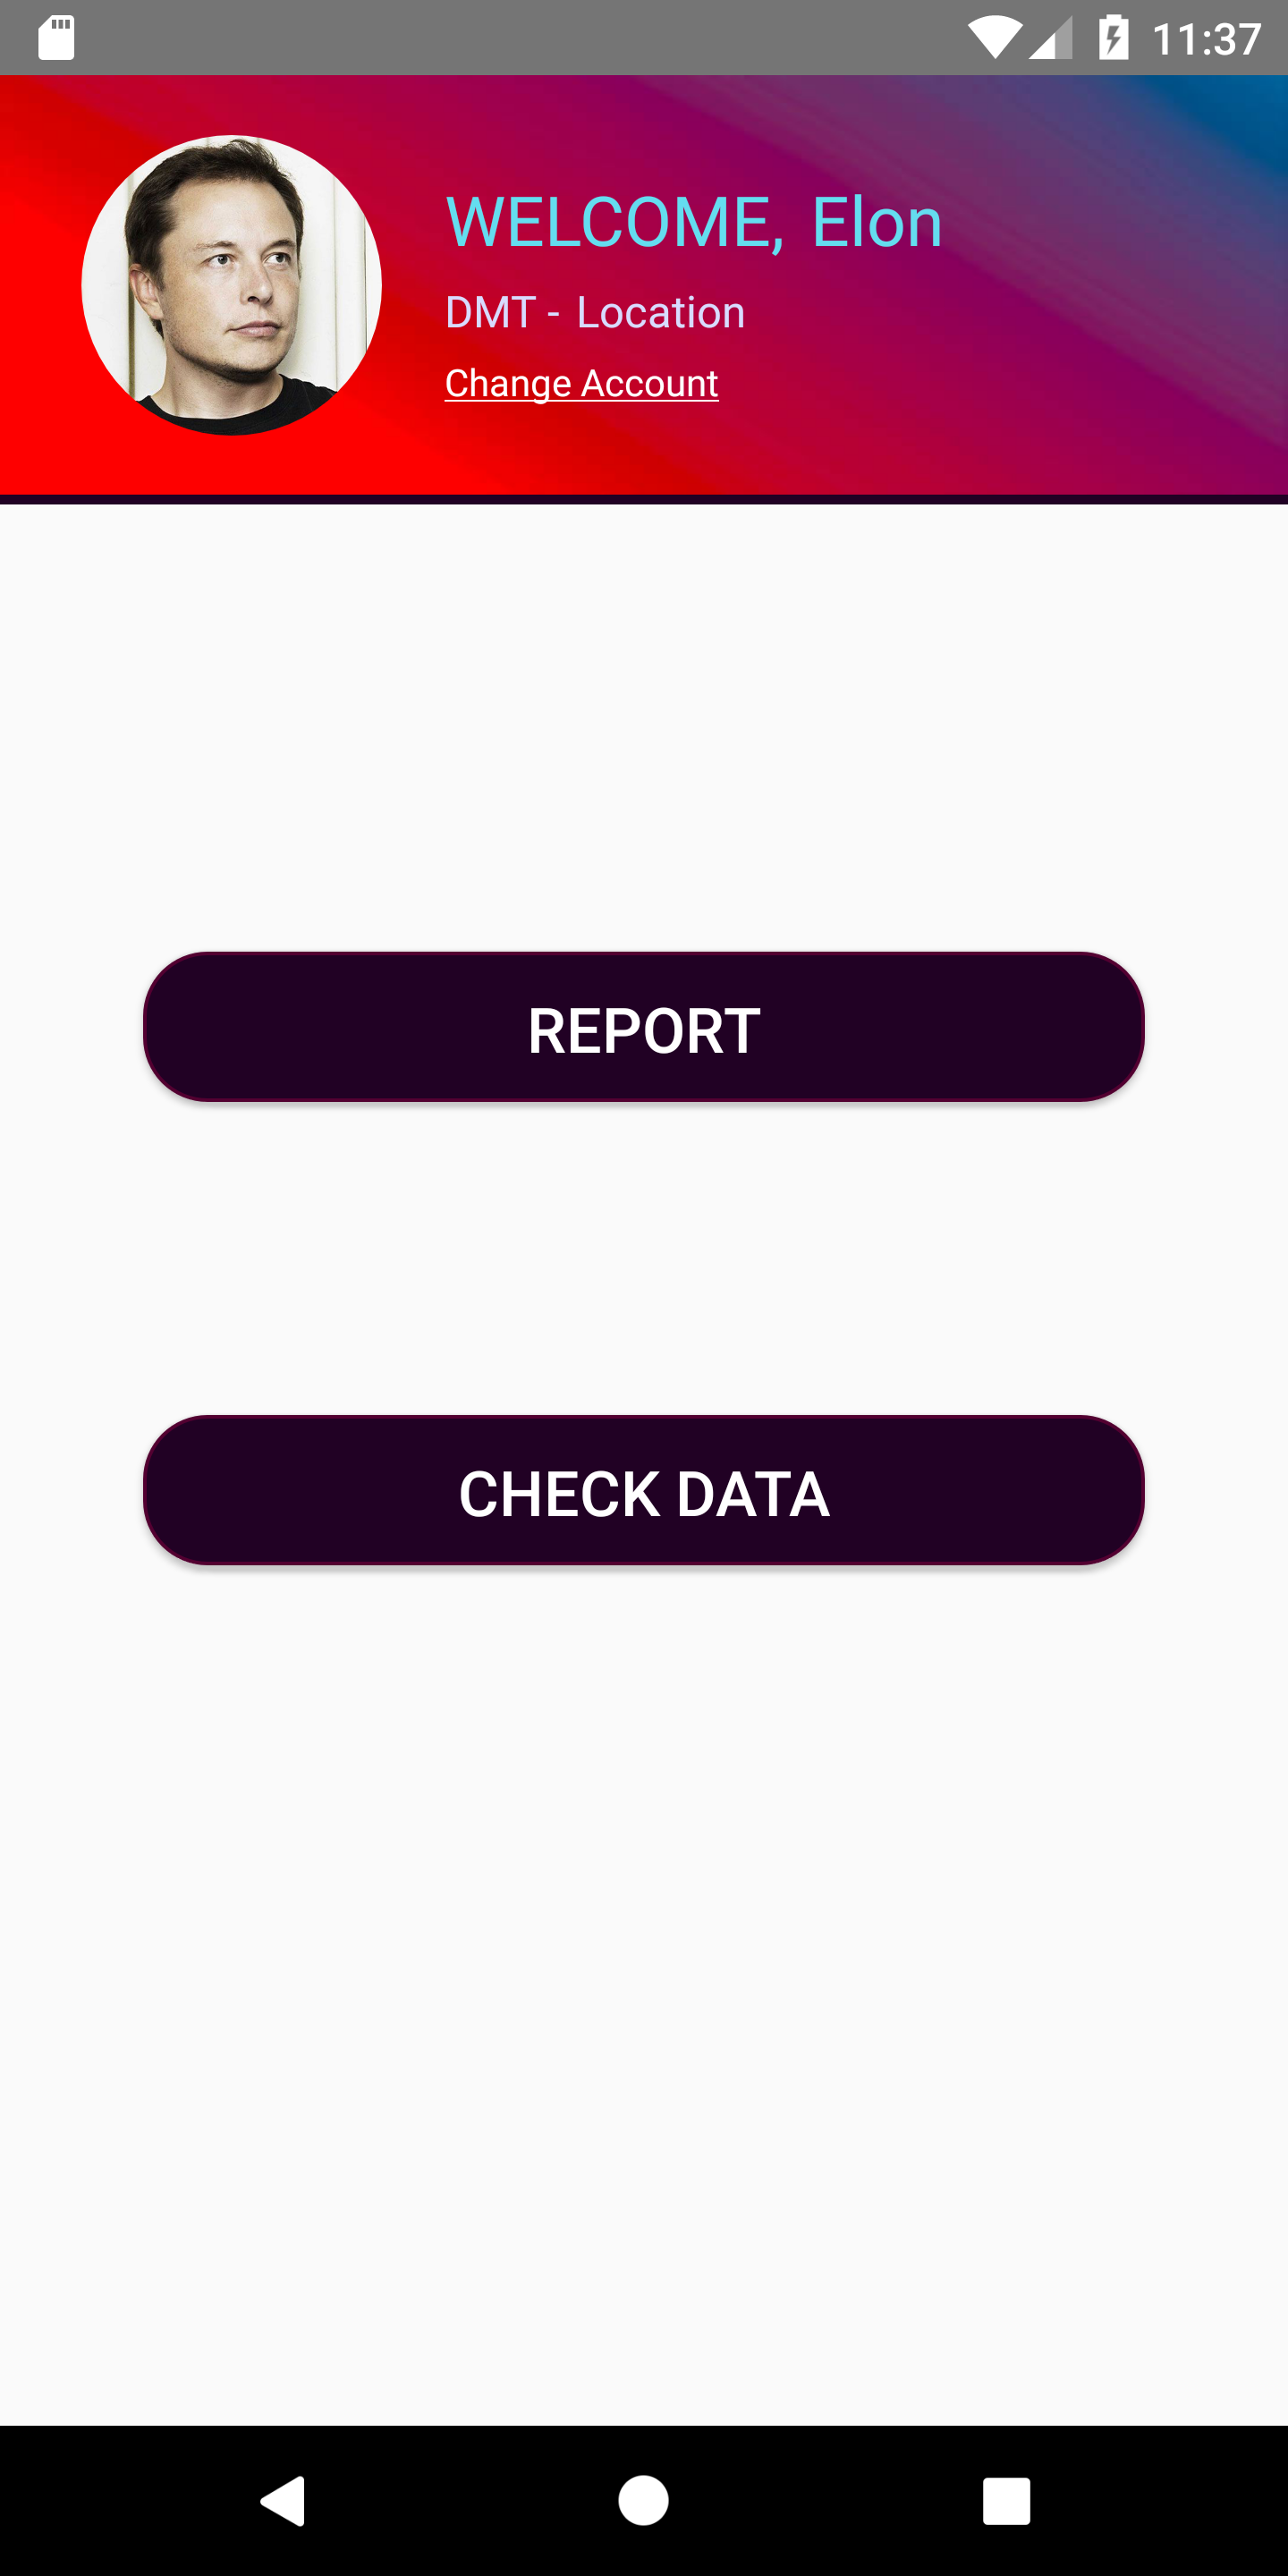 11:37
WELCOME, Elon
DMT - Location
Change Account
REPORT
CHECK DATA